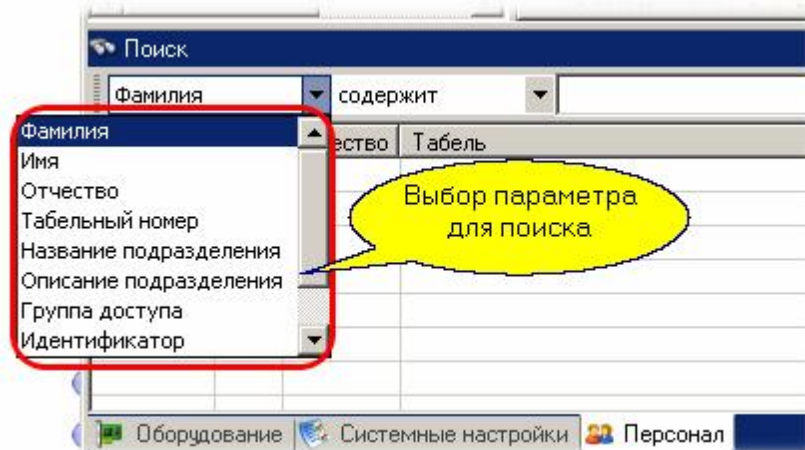 Поиск
Фамилия содержит
Фамилия
Имя
Отчество
Табельный номер
Название подразделения
Описание подразделения
Группа доступа
Идентификатор
ество Табель
Выбор параметра
для поиска
Оборудование Системные настройки Персонал